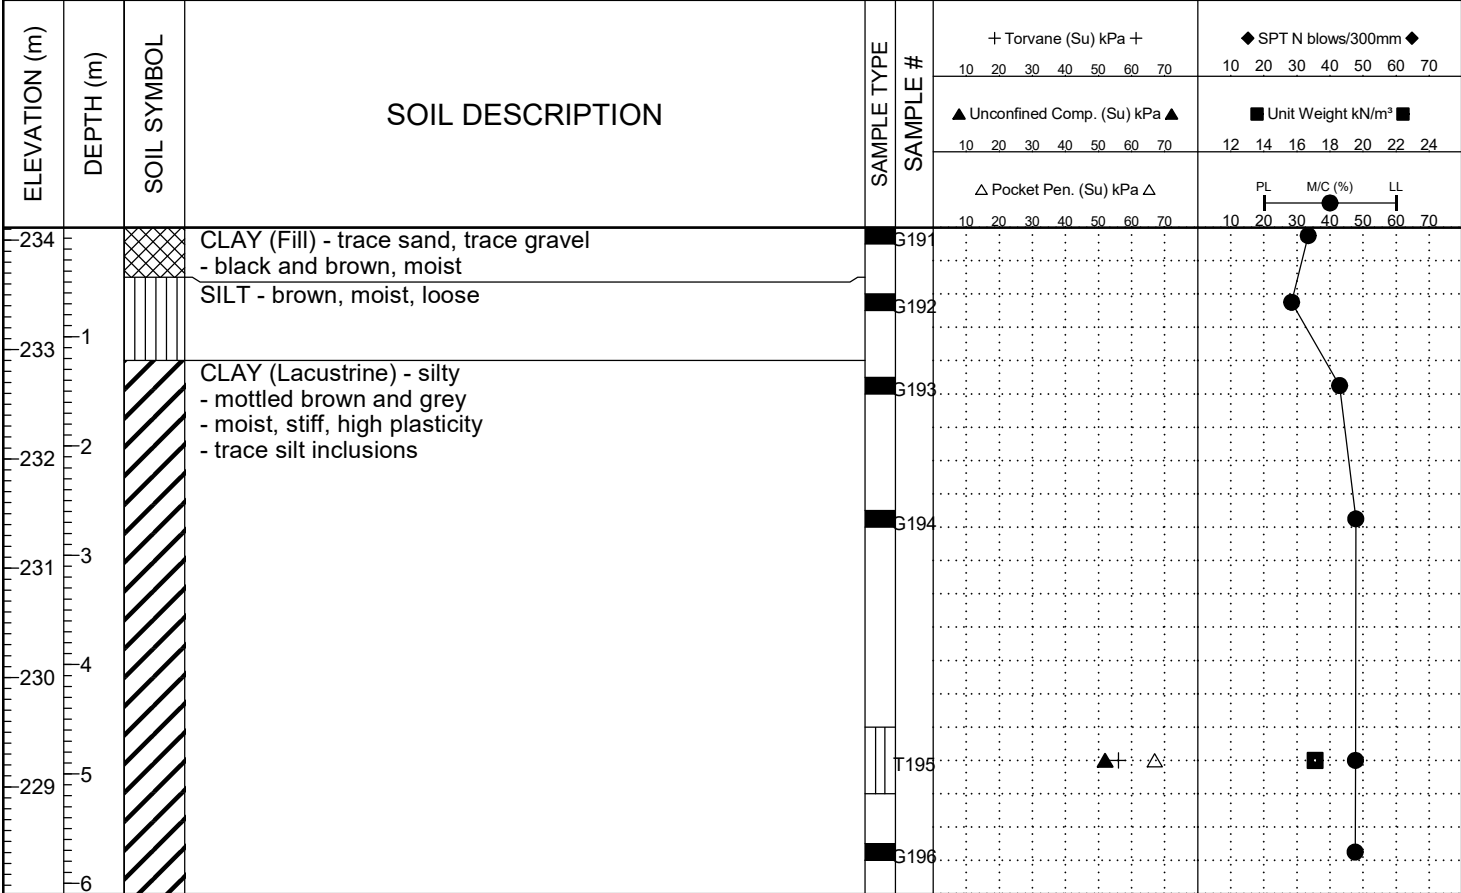 ELEVATION (m)
DEPTH (m)
SOIL SYMBOL
SOIL DESCRIPTION
SAMPLE TYPE
SAMPLE #
+ Torvane (Su) kPa +
10 20 30 40 50 60 70
▲ Unconfined Comp. (Su) kPa ▲
10 20 30 40 50 60 70
△ Pocket Pen. (Su) kPa △
10 20 30 40 50 60 70
◆ SPT N blows/300mm ◆
10 20 30 40 50 60 70
■ Unit Weight kN/m³ ■
12 14 16 18 20 22 24
PL M/C (%) LL
10 20 30 40 50 60 70
234
CLAY (Fill) - trace sand, trace gravel
G191
- black and brown, moist
SILT - brown, moist, loose
G192
1
233
CLAY (Lacustrine) - silty
G193
- mottled brown and grey
- moist, stiff, high plasticity
2
- trace silt inclusions
232
G194
3
231
4
230
T195
5
229
G196
6